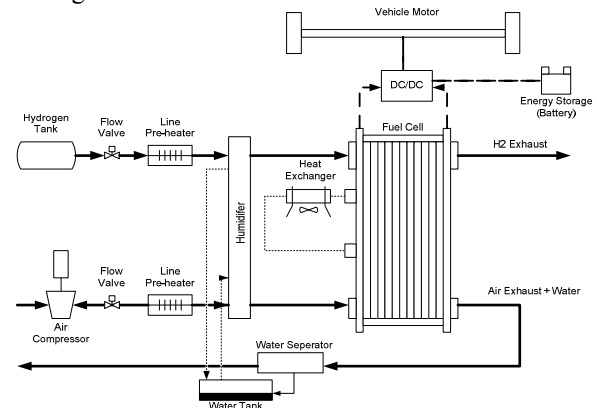 Vehicle Motor
DC/DC
Energy Storage
(Battery)
Hydrogen
Tank
Flow
Valve
Line
Pre-heater
Fuel Cell
H2 Exhaust
Heat
Exchanger
Humidifer
Flow
Valve
Line
Pre-heater
Air
Compressor
Air Exhaust + Water
Water Seperator
Water Tank